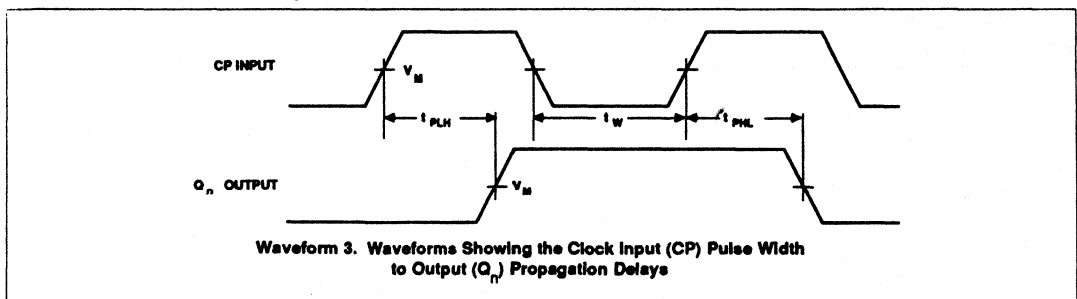 CP INPUT
V_M
t_PLH
t_W
t_PHL
Q_n OUTPUT
V_M
Waveform 3. Waveforms Showing the Clock Input (CP) Pulse Width
to Output (Q_n) Propagation Delays